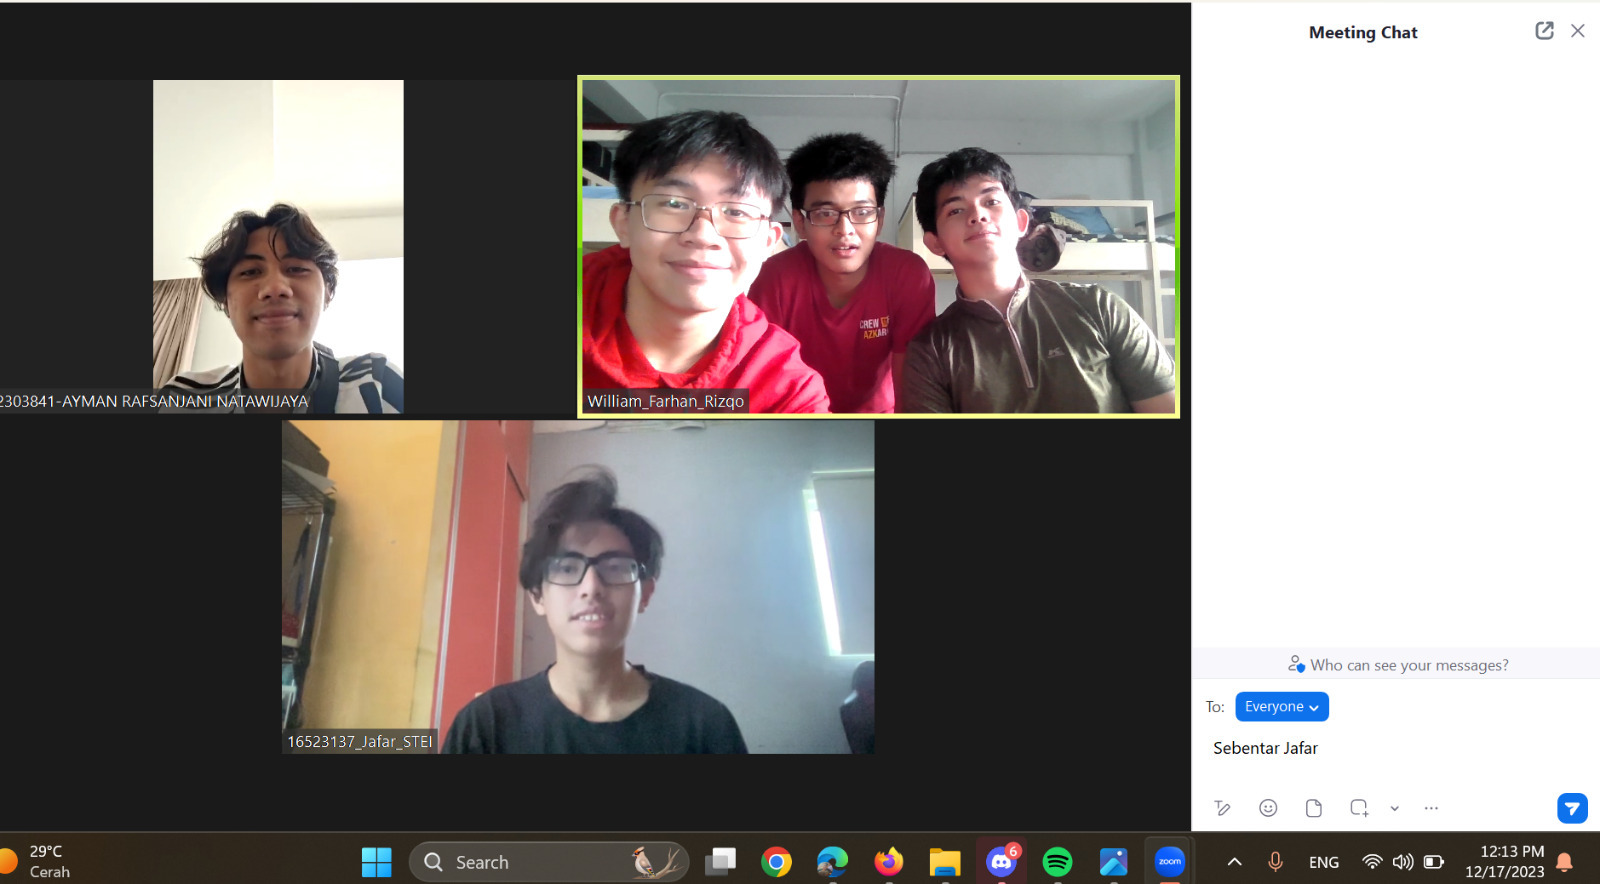 Meeting Chat
CREW
AZKAR
2303841-AYMAN RAFSANJANI NATAWIJAYA
William_Farhan_Rizqo
16523137_Jafar_STEI
Who can see your messages?
To: Everyone
Sebentar Jafar
29°C
Cerah
Search
6
zoom
ENG
12:13 PM
12/17/2023